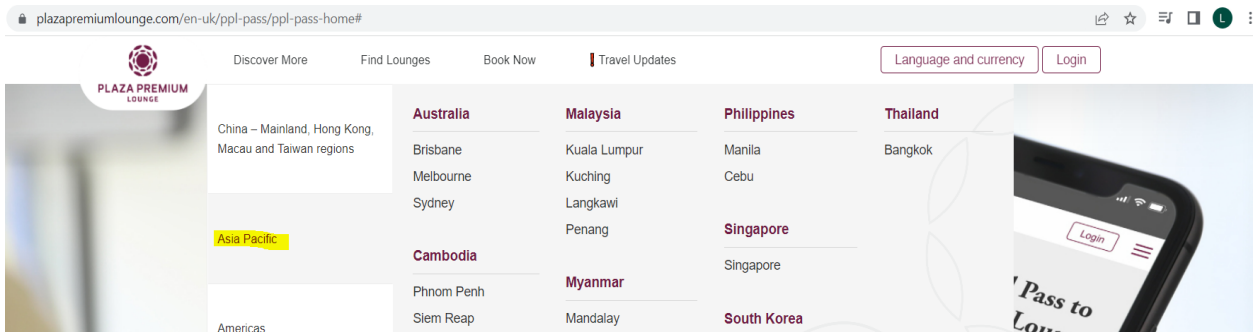 plazapremiumlounge.com/en-uk/ppl-pass/ppl-pass-home#
L
PLAZA PREMIUM
LOUNGE
Discover More
Find Lounges
Book Now
Travel Updates
Language and currency
Login
China – Mainland, Hong Kong,
Macau and Taiwan regions
Asia Pacific
Americas
Australia
Brisbane
Melbourne
Sydney
Cambodia
Phnom Penh
Siem Reap
Malaysia
Kuala Lumpur
Kuching
Langkawi
Penang
Myanmar
Mandalay
Philippines
Manila
Cebu
Singapore
Singapore
South Korea
Thailand
Bangkok
Login
Pass to